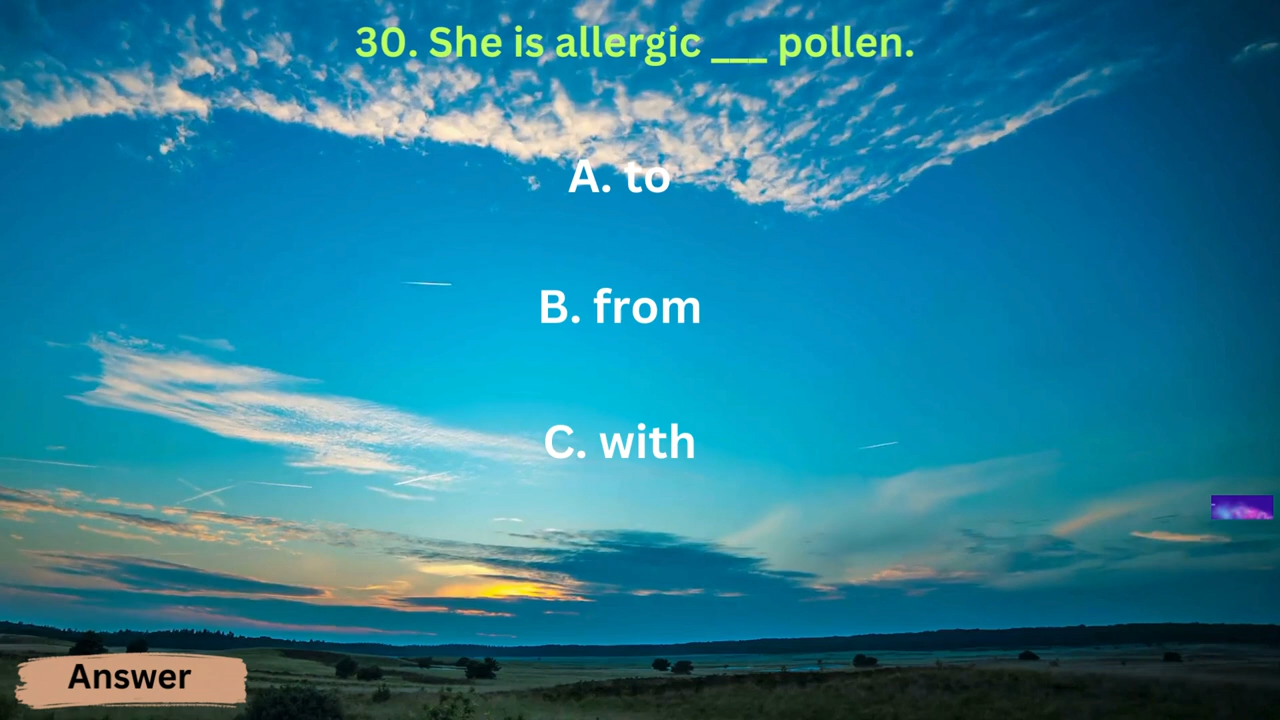 30. She is allergic ___ pollen.
A. to
B. from
C. with
Answer